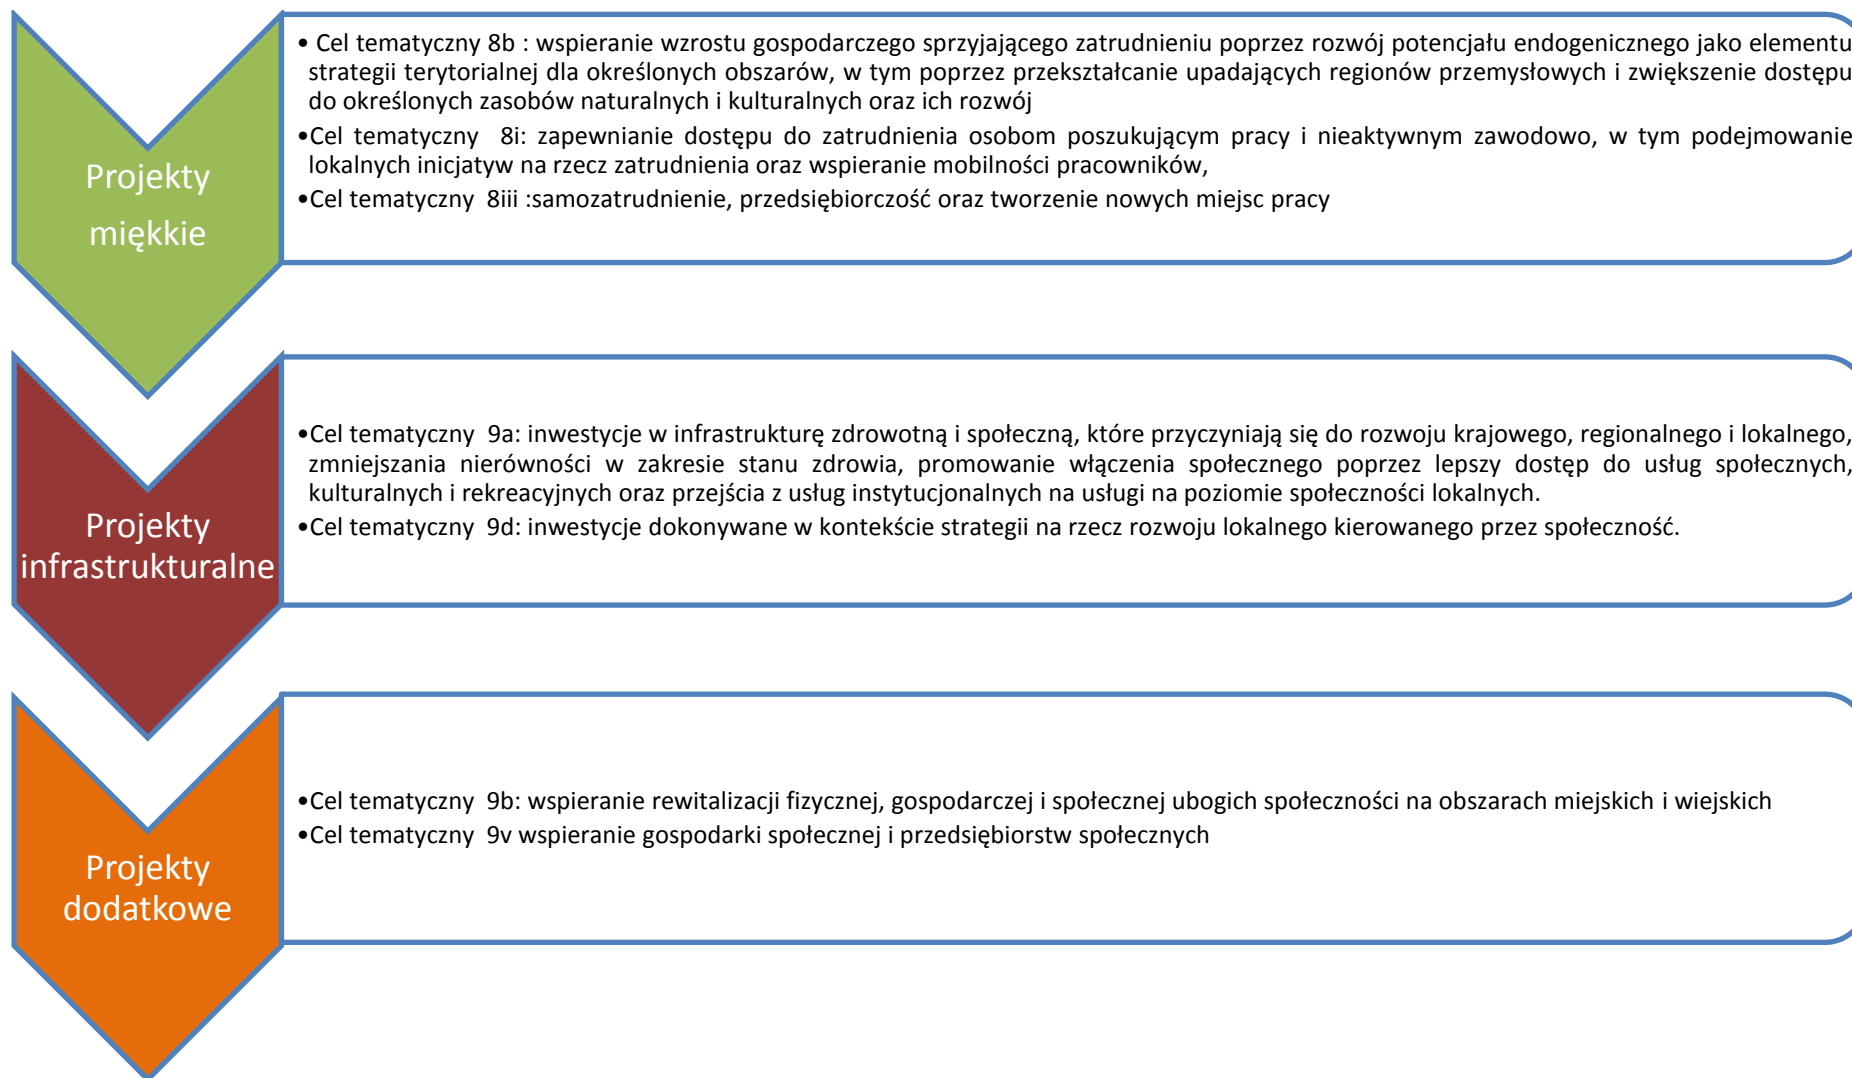 Projekty
miękkie
• Cel tematyczny 8b : wspieranie wzrostu gospodarczego sprzyjającego zatrudnieniu poprzez rozwój potencjału endogenicznego jako elementu
strategii terytorialnej dla określonych obszarów, w tym poprzez przekształcanie upadających regionów przemysłowych i zwiększenie dostępu
do określonych zasobów naturalnych i kulturalnych oraz ich rozwój
•Cel tematyczny 8i: zapewnianie dostępu do zatrudnienia osobom poszukującym pracy i nieaktywnym zawodowo, w tym podejmowanie
lokalnych inicjatyw na rzecz zatrudnienia oraz wspieranie mobilności pracowników,
•Cel tematyczny 8iii :samozatrudnienie, przedsiębiorczość oraz tworzenie nowych miejsc pracy
Projekty
infrastrukturalne
•Cel tematyczny 9a: inwestycje w infrastrukturę zdrowotną i społeczną, które przyczyniają się do rozwoju krajowego, regionalnego i lokalnego,
zmniejszania nierówności w zakresie stanu zdrowia, promowanie włączenia społecznego poprzez lepszy dostęp do usług społecznych,
kulturalnych i rekreacyjnych oraz przejścia z usług instytucjonalnych na usługi na poziomie społeczności lokalnych.
•Cel tematyczny 9d: inwestycje dokonywane w kontekście strategii na rzecz rozwoju lokalnego kierowanego przez społeczność.
Projekty
dodatkowe
•Cel tematyczny 9b: wspieranie rewitalizacji fizycznej, gospodarczej i społecznej ubogich społeczności na obszarach miejskich i wiejskich
•Cel tematyczny 9v wspieranie gospodarki społecznej i przedsiębiorstw społecznych